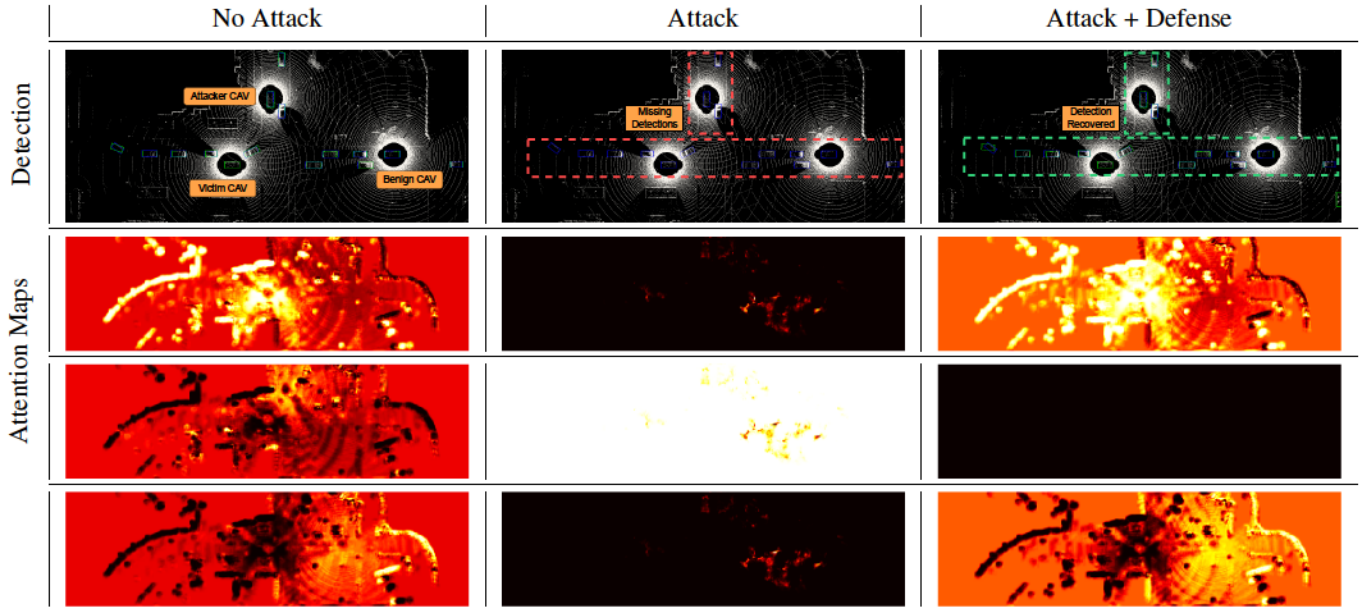 No Attack
Attack
Attack + Defense
Detection
Attacker CAV
Victim CAV
Benign CAV
Missing
Detections
Detection
Recovered
Attention Maps